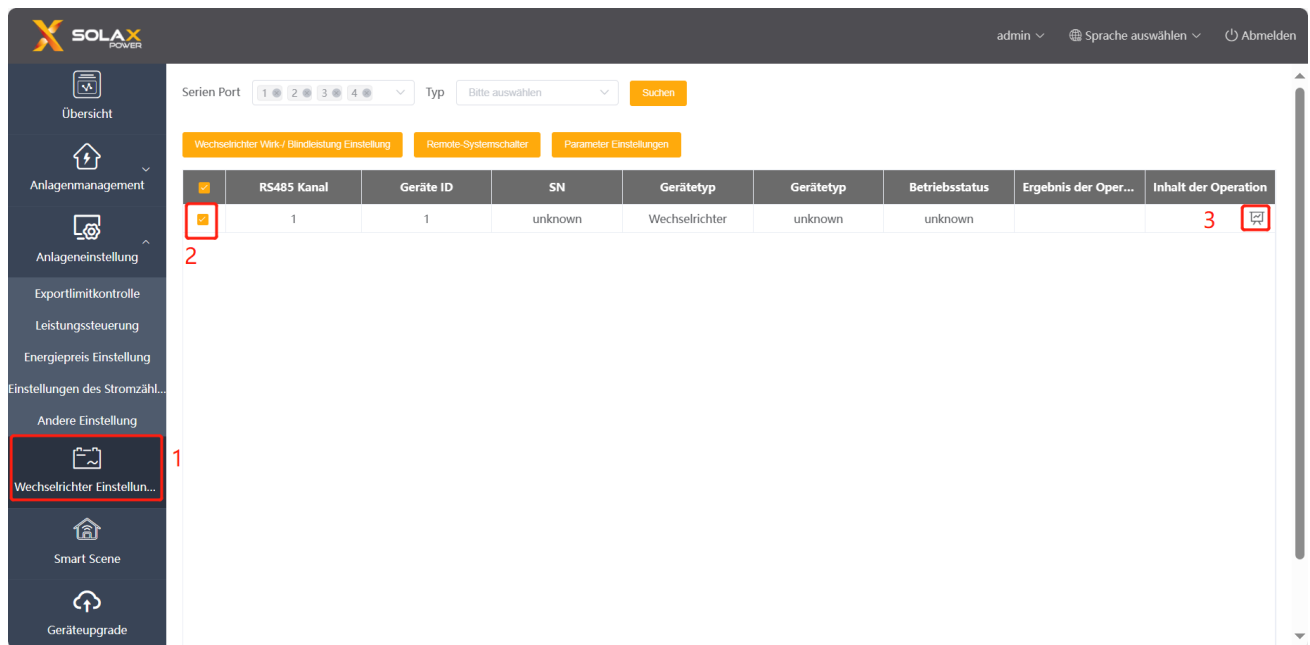 SOLAX
POWER
admin
Sprache auswählen
Abmelden
Übersicht
Anlagenmanagement
Anlageneinstellung
Exportlimitkontrolle
Leistungssteuerung
Energiepreis Einstellung
Einstellungen des Stromzähl...
Andere Einstellung
Wechselrichter Einstellun...
1
Smart Scene
Geräteupgrade
Serien Port 1 2 3 4 Typ Bitte auswählen Suchen
Wechselrichter Wirk-/ Blindleistung Einstellung Remote-Systemschalter Parameter Einstellungen
RS485 Kanal Geräte ID SN Gerätetyp Gerätetyp Betriebsstatus Ergebnis der Oper... Inhalt der Operation
1 1 unknown Wechselrichter unknown unknown 3
2